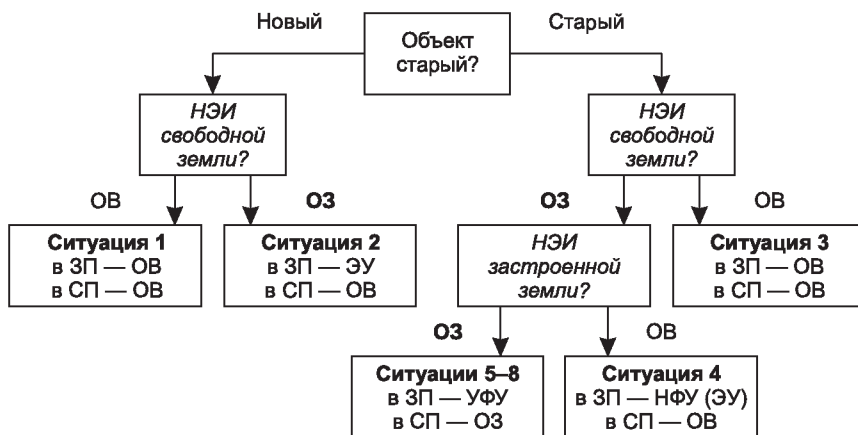 Новый
Объект
старый?
Старый
НЭИ
свободной
земли?
НЭИ
свободной
земли?
ОВ
ОЗ
ОЗ
ОВ
Ситуация 1
в ЗП — ОВ
в СП — ОВ
Ситуация 2
в ЗП — ЭУ
в СП — ОВ
НЭИ
застроенной
земли?
Ситуация 3
в ЗП — ОВ
в СП — ОВ
ОЗ
ОВ
Ситуации 5–8
в ЗП — УФУ
в СП — ОЗ
Ситуация 4
в ЗП — НФУ (ЭУ)
в СП — ОВ